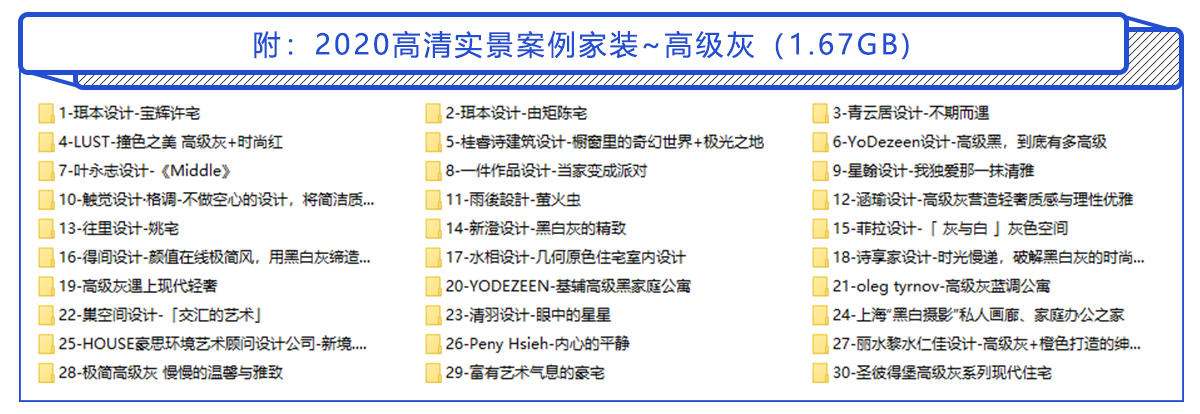 附：2020高清实景案例家装~高级灰（1.67GB)
1-珥本设计-宝辉许宅
2-珥本设计-由矩陈宅
3-青云居设计-不期而遇
4-LUST-撞色之美 高级灰+时尚红
5-桂睿诗建筑设计-橱窗里的奇幻世界+极光之地
6-YoDezeen设计-高级黑，到底有多高级
7-叶永志设计-《Middle》
8-一件作品设计-当家变成派对
9-星翰设计-我独爱那一抹清雅
10-触觉设计-格调-不做空心的设计，将简洁质...
11-雨後設計-萤火虫
12-涵瑜设计-高级灰营造轻奢质感与理性优雅
13-往里设计-姚宅
14-新澄设计-黑白灰的精致
15-菲拉设计-「 灰与白 」灰色空间
16-得间设计-颜值在线极简风，用黑白灰缔造...
17-水相设计-几何原色住宅室内设计
18-诗享家设计-时光慢递，破解黑白灰的时尚...
19-高级灰遇上现代轻奢
20-YODEZEEN-基辅高级黑家庭公寓
21-oleg tyrnov-高级灰蓝调公寓
22-巢空间设计-「交汇的艺术」
23-清羽设计-眼中的星星
24-上海“黑白摄影”私人画廊、家庭办公之家
25-HOUSE豪思环境艺术顾问设计公司-新境....
26-Peny Hsieh-内心的平静
27-丽水黎水仁佳设计-高级灰+橙色打造的绅...
28-极简高级灰 慢慢的温馨与雅致
29-富有艺术气息的豪宅
30-圣彼得堡高级灰系列现代住宅